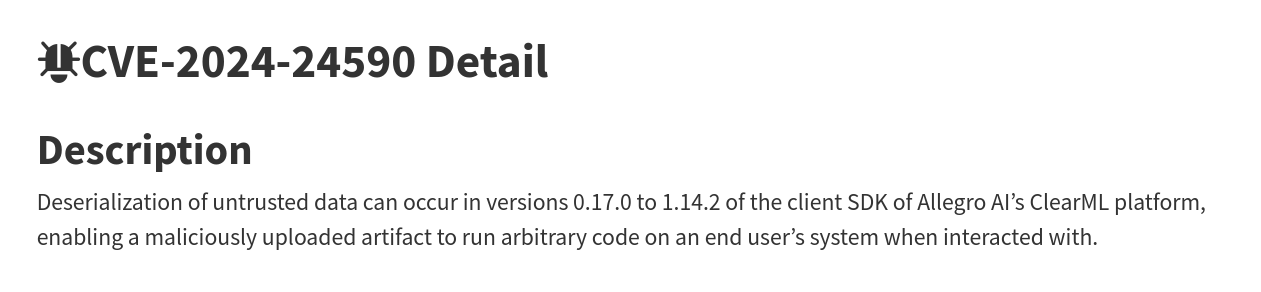 CVE-2024-24590 Detail
Description
Deserialization of untrusted data can occur in versions 0.17.0 to 1.14.2 of the client SDK of Allegro AI’s ClearML platform,
enabling a maliciously uploaded artifact to run arbitrary code on an end user’s system when interacted with.